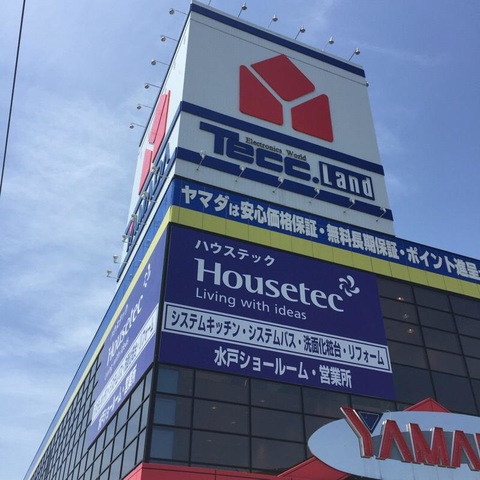 Electronics World
Tecc.Land
ヤマダは安心価格保証・無料長期保証・ポイント進呈
ハウステック
Housetec
Living with ideas
システムキッチン・システムバス・洗面化粧台・リフォーム
水戸ショールーム・営業所
YAMA